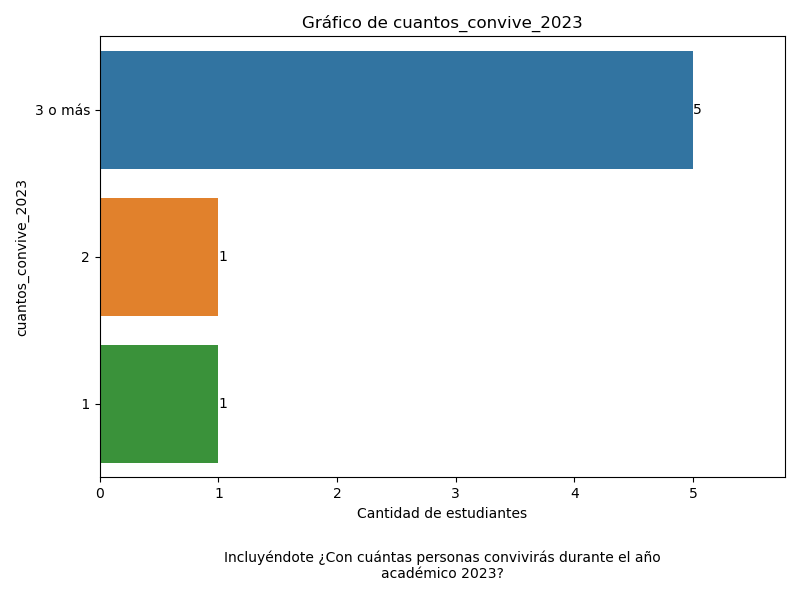 Gráfico de cuantos_convive_2023
cuantos_convive_2023
3 o más
5
2
1
1
1
0 1 2 3 4 5
Cantidad de estudiantes
Incluyéndote ¿Con cuántas personas convivirás durante el año
académico 2023?